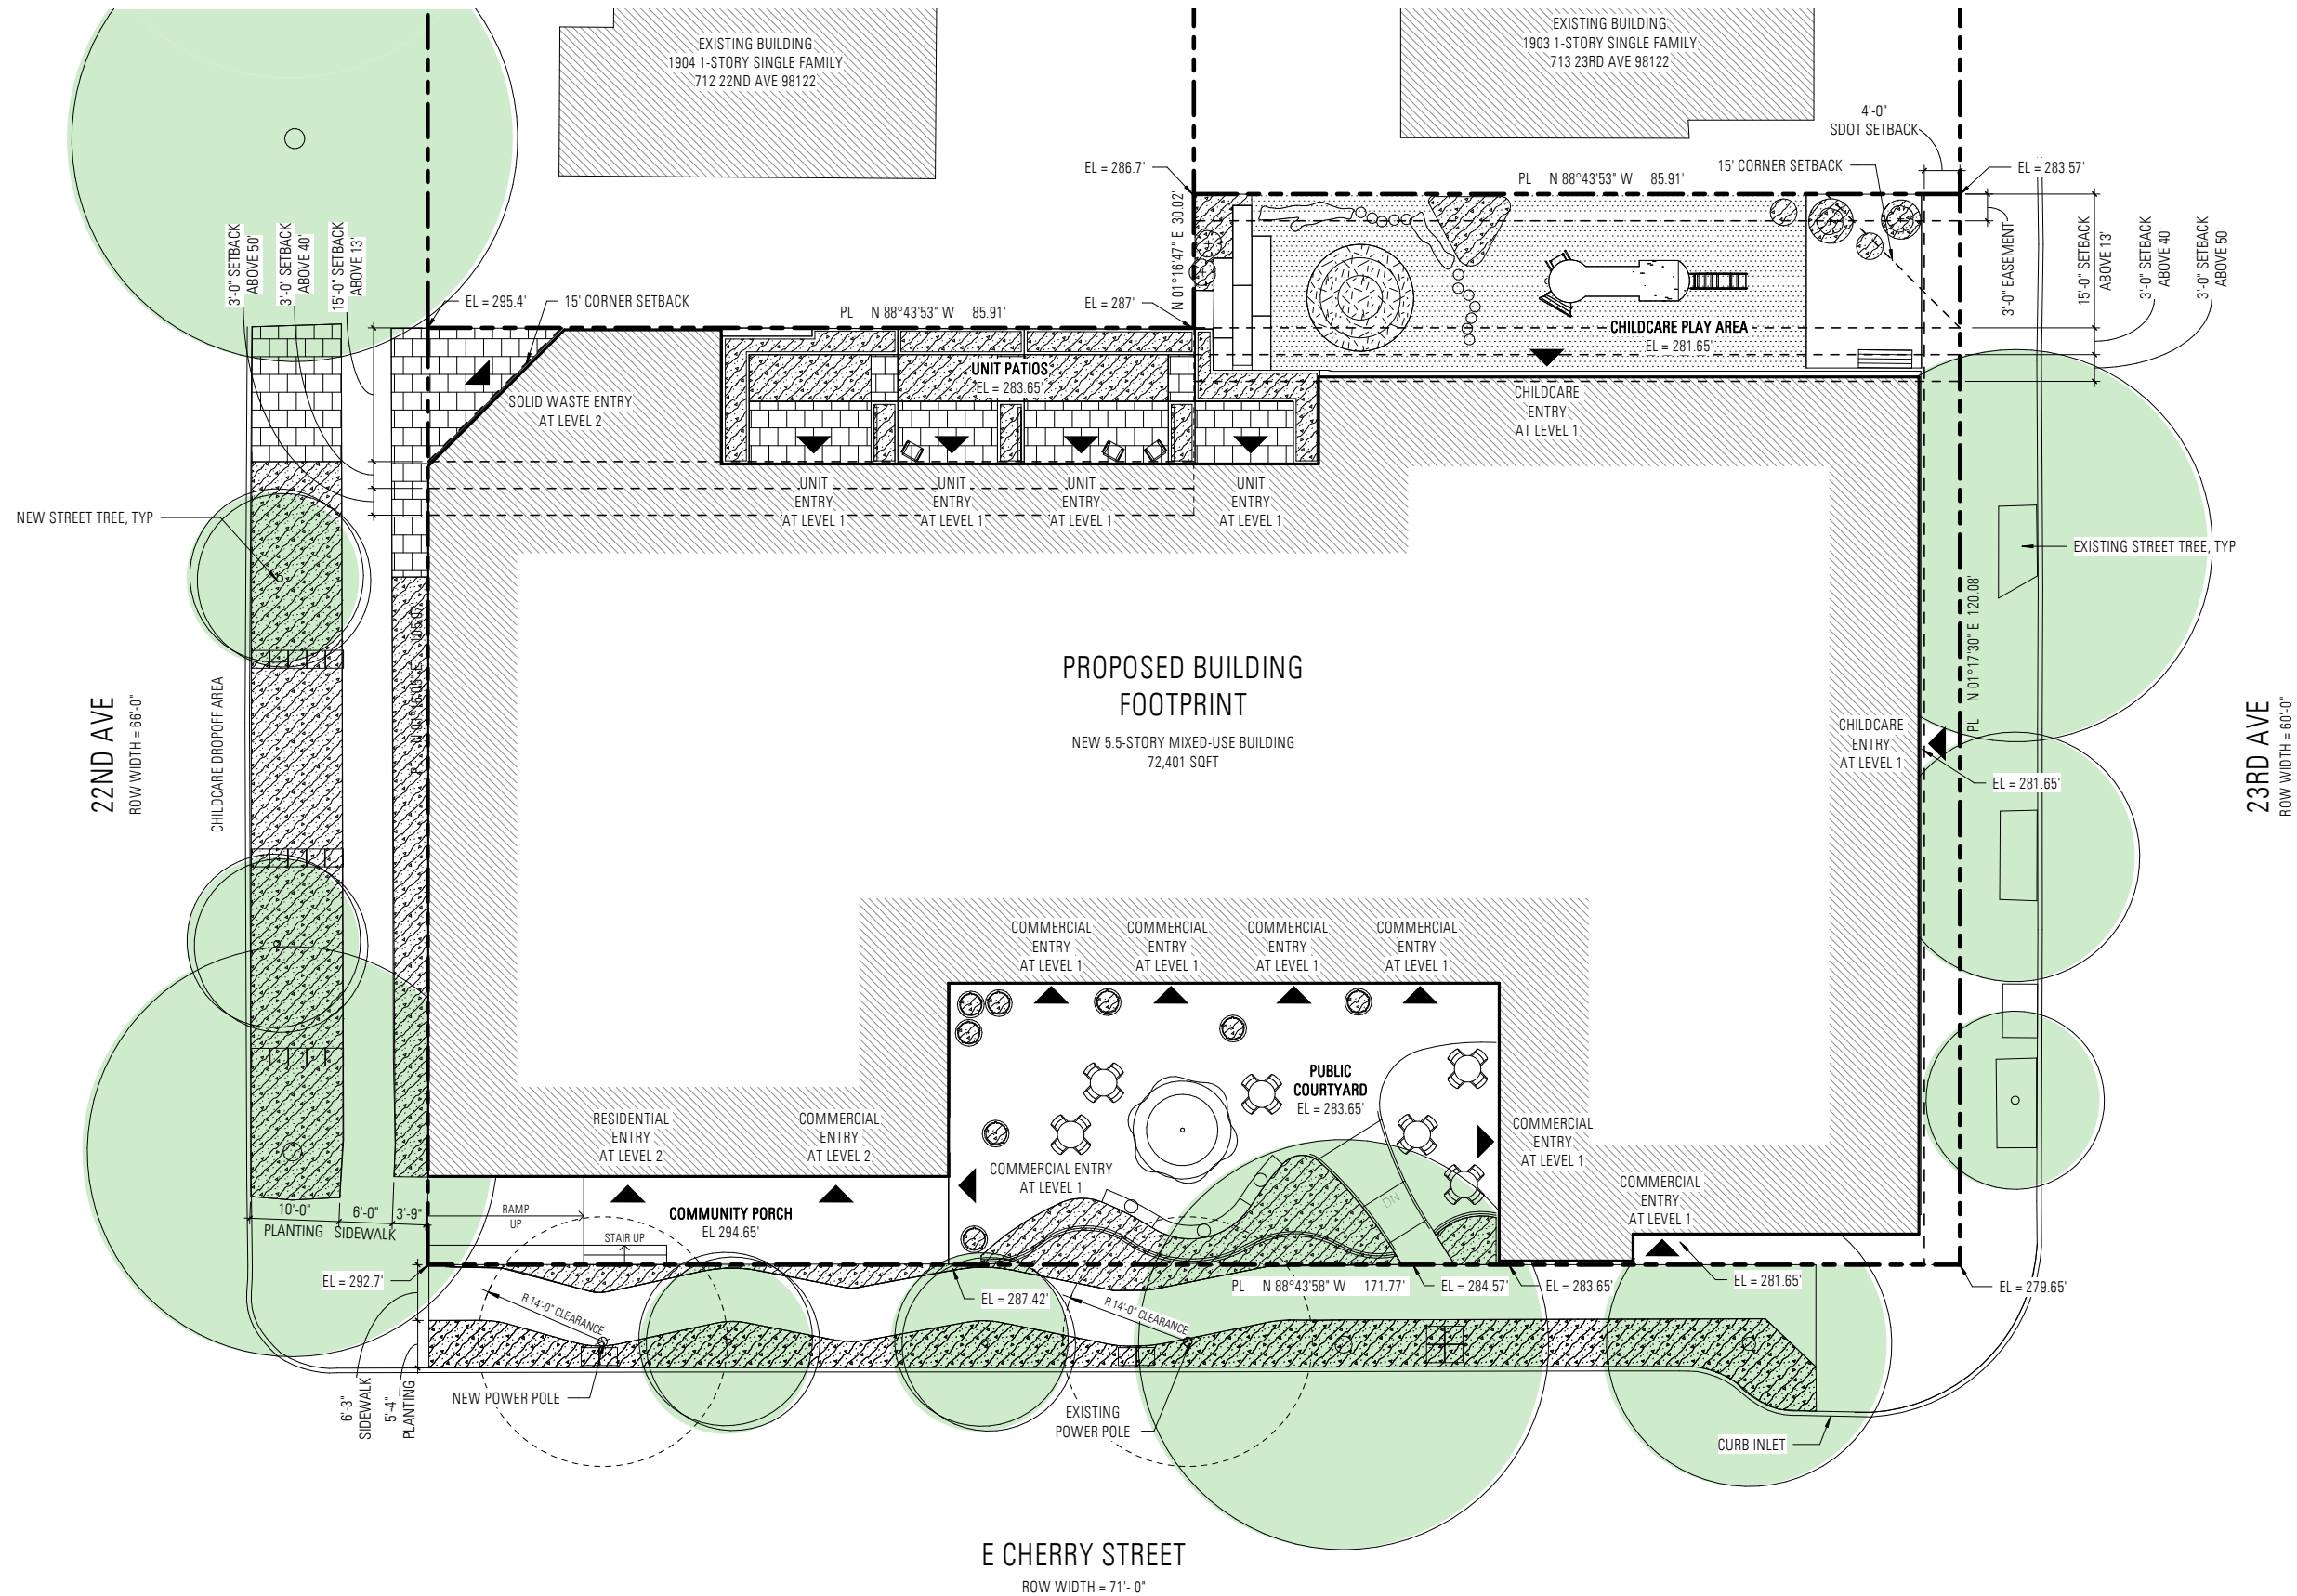 EXISTING BUILDING
1904 1-STORY SINGLE FAMILY
712 22ND AVE 98122
EXISTING BUILDING
1903 1-STORY SINGLE FAMILY
713 23RD AVE 98122
4'-0"
SDOT SETBACK
15' CORNER SETBACK
EL = 286.7'
EL = 283.57'
PL N 88°43'53" W 85.91'
N 01°16'47" E 30.02'
3'-0" EASEMENT
15'-0" SETBACK
ABOVE 13'
3'-0" SETBACK
ABOVE 40'
3'-0" SETBACK
ABOVE 50'
3'-0" SETBACK
ABOVE 50'
3'-0" SETBACK
ABOVE 40'
15'-0" SETBACK
ABOVE 13'
EL = 295.4'
15' CORNER SETBACK
PL N 88°43'53" W 85.91'
EL = 287'
CHILDCARE PLAY AREA
EL = 281.65'
UNIT PATIOS
EL = 283.65'
SOLID WASTE ENTRY
AT LEVEL 2
CHILDCARE
ENTRY
AT LEVEL 1
UNIT
ENTRY
AT LEVEL 1
UNIT
ENTRY
AT LEVEL 1
UNIT
ENTRY
AT LEVEL 1
UNIT
ENTRY
AT LEVEL 1
NEW STREET TREE, TYP
EXISTING STREET TREE, TYP
PL N 01°17'30" E 120.08'
PROPOSED BUILDING
FOOTPRINT
NEW 5.5-STORY MIXED-USE BUILDING
72,401 SQFT
22ND AVE
ROW WIDTH = 66'-0"
CHILDCARE DROPOFF AREA
CHILDCARE
ENTRY
AT LEVEL 1
EL = 281.65'
23RD AVE
ROW WIDTH = 60'-0"
COMMERCIAL
ENTRY
AT LEVEL 1
COMMERCIAL
ENTRY
AT LEVEL 1
COMMERCIAL
ENTRY
AT LEVEL 1
COMMERCIAL
ENTRY
AT LEVEL 1
PUBLIC
COURTYARD
EL = 283.65'
RESIDENTIAL
ENTRY
AT LEVEL 2
COMMERCIAL
ENTRY
AT LEVEL 2
COMMERCIAL ENTRY
AT LEVEL 1
COMMERCIAL
ENTRY
AT LEVEL 1
DN
COMMERCIAL
ENTRY
AT LEVEL 1
10'-0"
PLANTING
6'-0"
SIDEWALK
3'-9"
RAMP
UP
COMMUNITY PORCH
EL 294.65'
STAIR UP
EL = 292.7'
R 14'-0" CLEARANCE
EL = 287.42'
R 14'-0" CLEARANCE
PL N 88°43'58" W 171.77'
EL = 284.57'
EL = 283.65'
EL = 281.65'
EL = 279.65'
6'-3"
SIDEWALK
5'-4"
PLANTING
NEW POWER POLE
EXISTING
POWER POLE
CURB INLET
E CHERRY STREET
ROW WIDTH = 71'- 0"